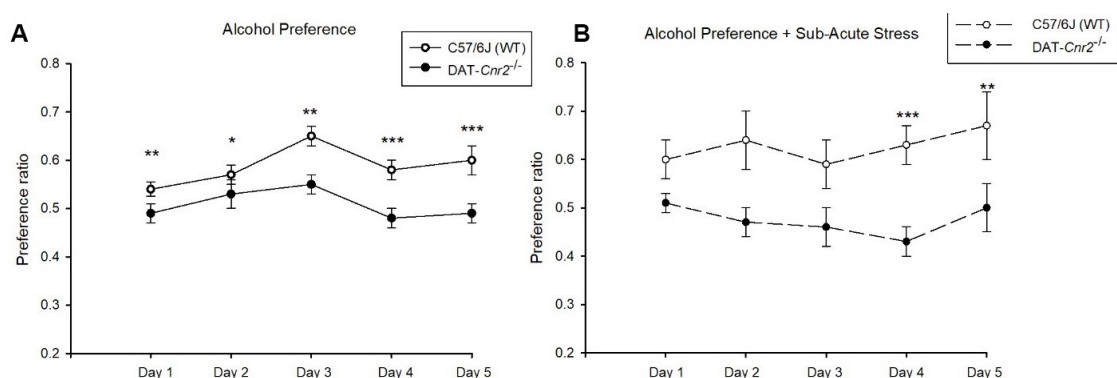 A
Alcohol Preference
C57/6J (WT)
DAT-Cnr2-/-
0.8
0.7
0.6
0.5
0.4
0.3
0.2
Preference ratio
**
*
**
***
***
Day 1
Day 2
Day 3
Day 4
Day 5
B
Alcohol Preference + Sub-Acute Stress
C57/6J (WT)
DAT-Cnr2-/-
0.8
0.7
0.6
0.5
0.4
0.3
0.2
Preference ratio
***
**
Day 1
Day 2
Day 3
Day 4
Day 5